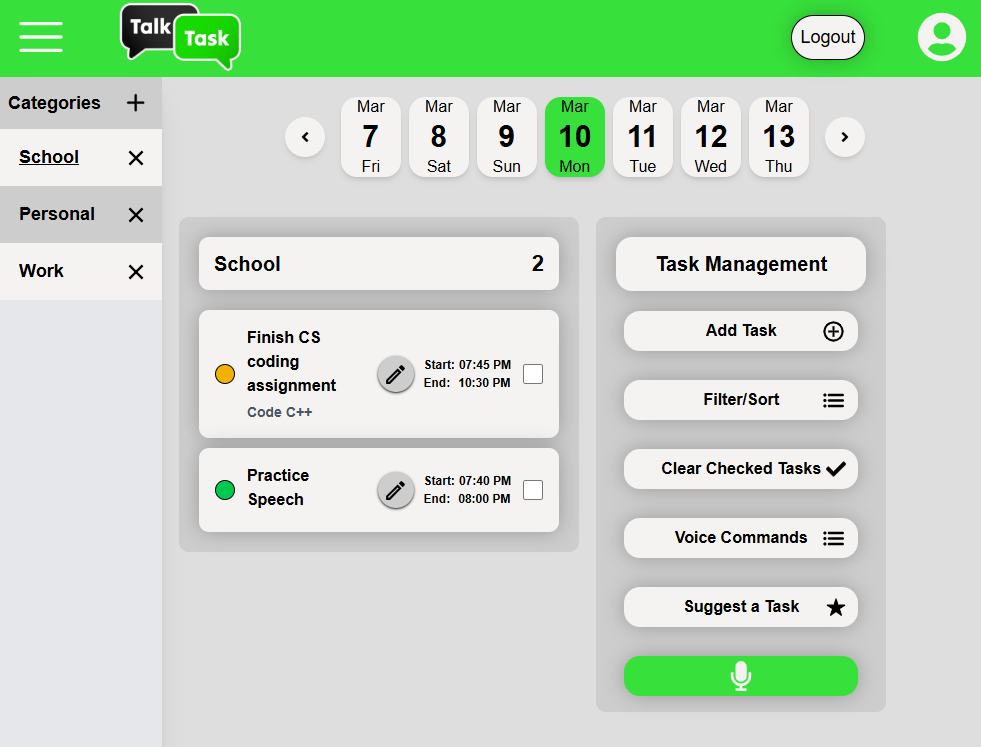 Talk
Task
Logout
Categories
School
Personal
Work
Mar Mar Mar Mar Mar Mar Mar
7 8 9 10 11 12 13
Fri Sat Sun Mon Tue Wed Thu
School 2
Finish CS
coding
assignment
Code C++
Start: 07:45 PM
End: 10:30 PM
Practice
Speech
Start: 07:40 PM
End: 08:00 PM
Task Management
Add Task
Filter/Sort
Clear Checked Tasks
Voice Commands
Suggest a Task